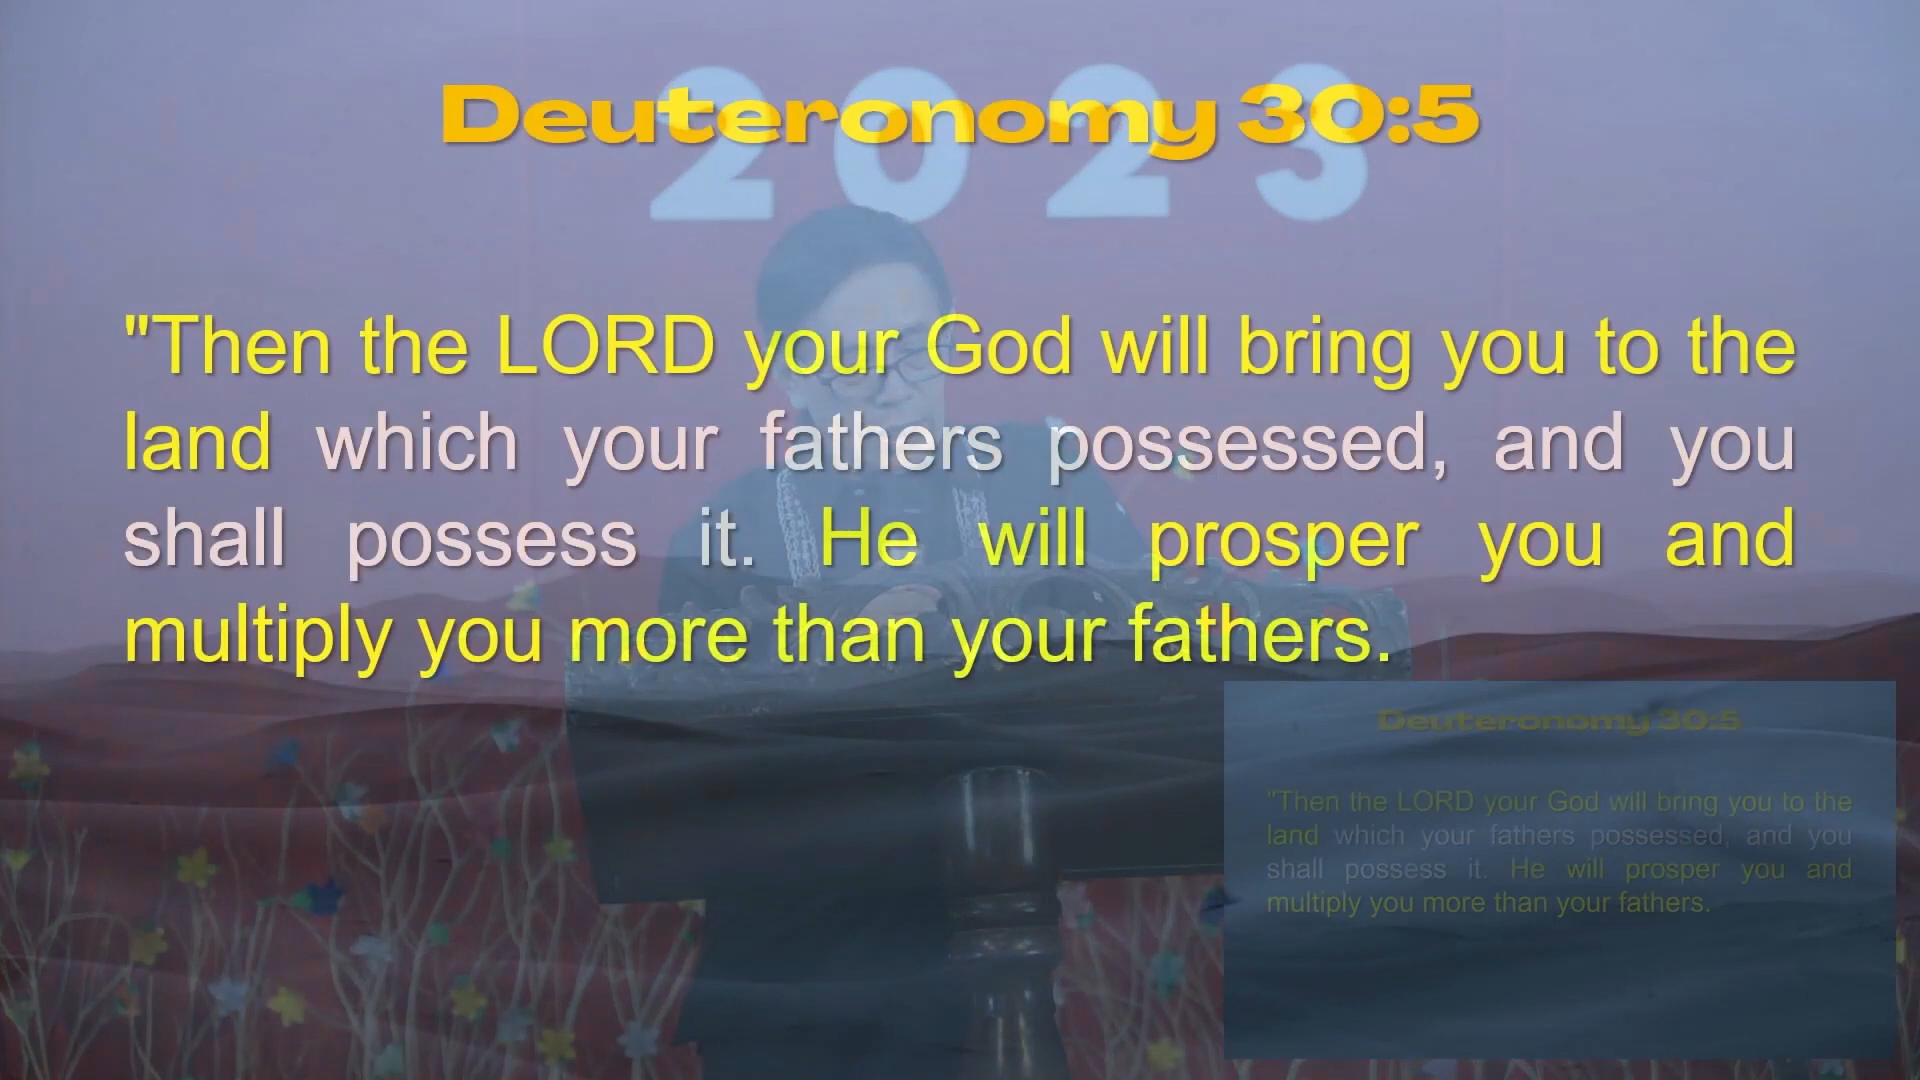 2023
Deuteronomy 30:5
"Then the LORD your God will bring you to the
land which your fathers possessed, and you
shall possess it. He will prosper you and
multiply you more than your fathers.
Deuteronomy 30:5
"Then the LORD your God will bring you to the
land which your fathers possessed, and you
shall possess it. He will prosper you and
multiply you more than your fathers.